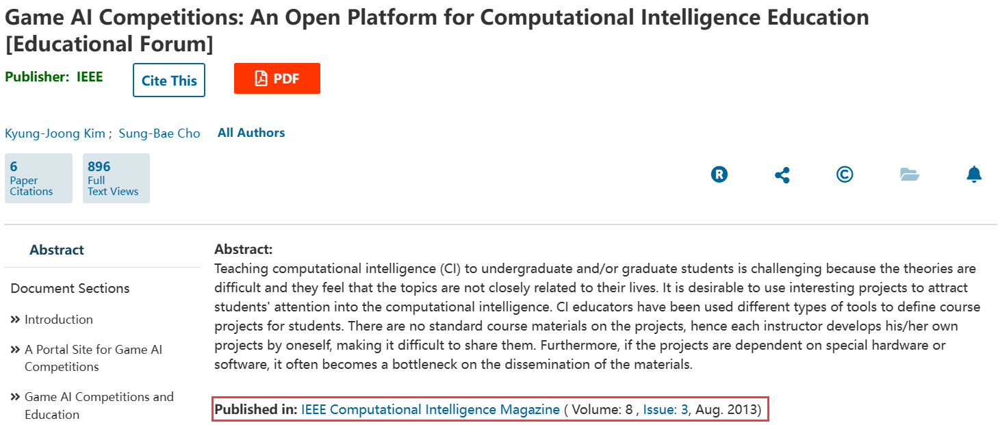 Game AI Competitions: An Open Platform for Computational Intelligence Education
[Educational Forum]
Publisher: IEEE
Cite This
PDF
Kyung-Joong Kim ; Sung-Bae Cho All Authors
6
Paper
Citations
896
Full
Text Views
R
©
Abstract
Document Sections
» Introduction
» A Portal Site for Game AI
Competitions
» Game AI Competitions and
Education
Abstract:
Teaching computational intelligence (CI) to undergraduate and/or graduate students is challenging because the theories are
difficult and they feel that the topics are not closely related to their lives. It is desirable to use interesting projects to attract
students' attention into the computational intelligence. CI educators have been used different types of tools to define course
projects for students. There are no standard course materials on the projects, hence each instructor develops his/her own
projects by oneself, making it difficult to share them. Furthermore, if the projects are dependent on special hardware or
software, it often becomes a bottleneck on the dissemination of the materials.
Published in: IEEE Computational Intelligence Magazine ( Volume: 8 , Issue: 3, Aug. 2013)